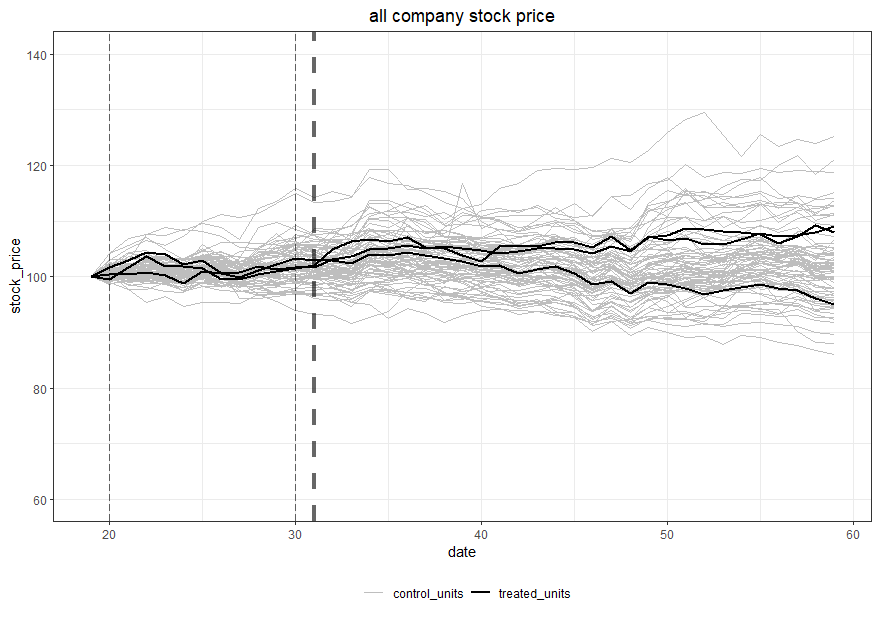 all company stock price
140
120
100
80
60
stock_price
20 30 40 50 60
date
control_units treated_units